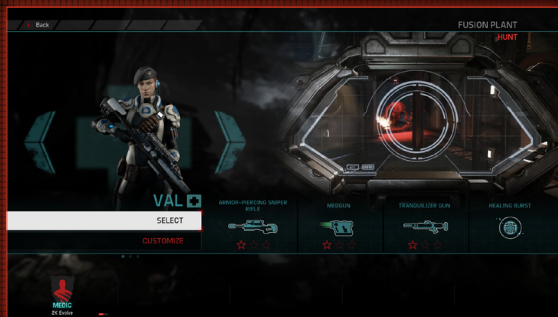 Back
FUSION PLANT
HUNT
VAL
SELECT
CUSTOMIZE
ARMOR-PIERCING SNIPER
RIFLE
MEDGUN
TRANQUILIZER GUN
HEALING BURST
MEDIC
2K Evolve